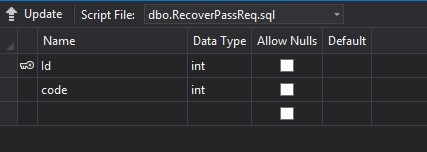 Update Script File: dbo.RecoverPassReq.sql
Name Data Type Allow Nulls Default
Id int
code int